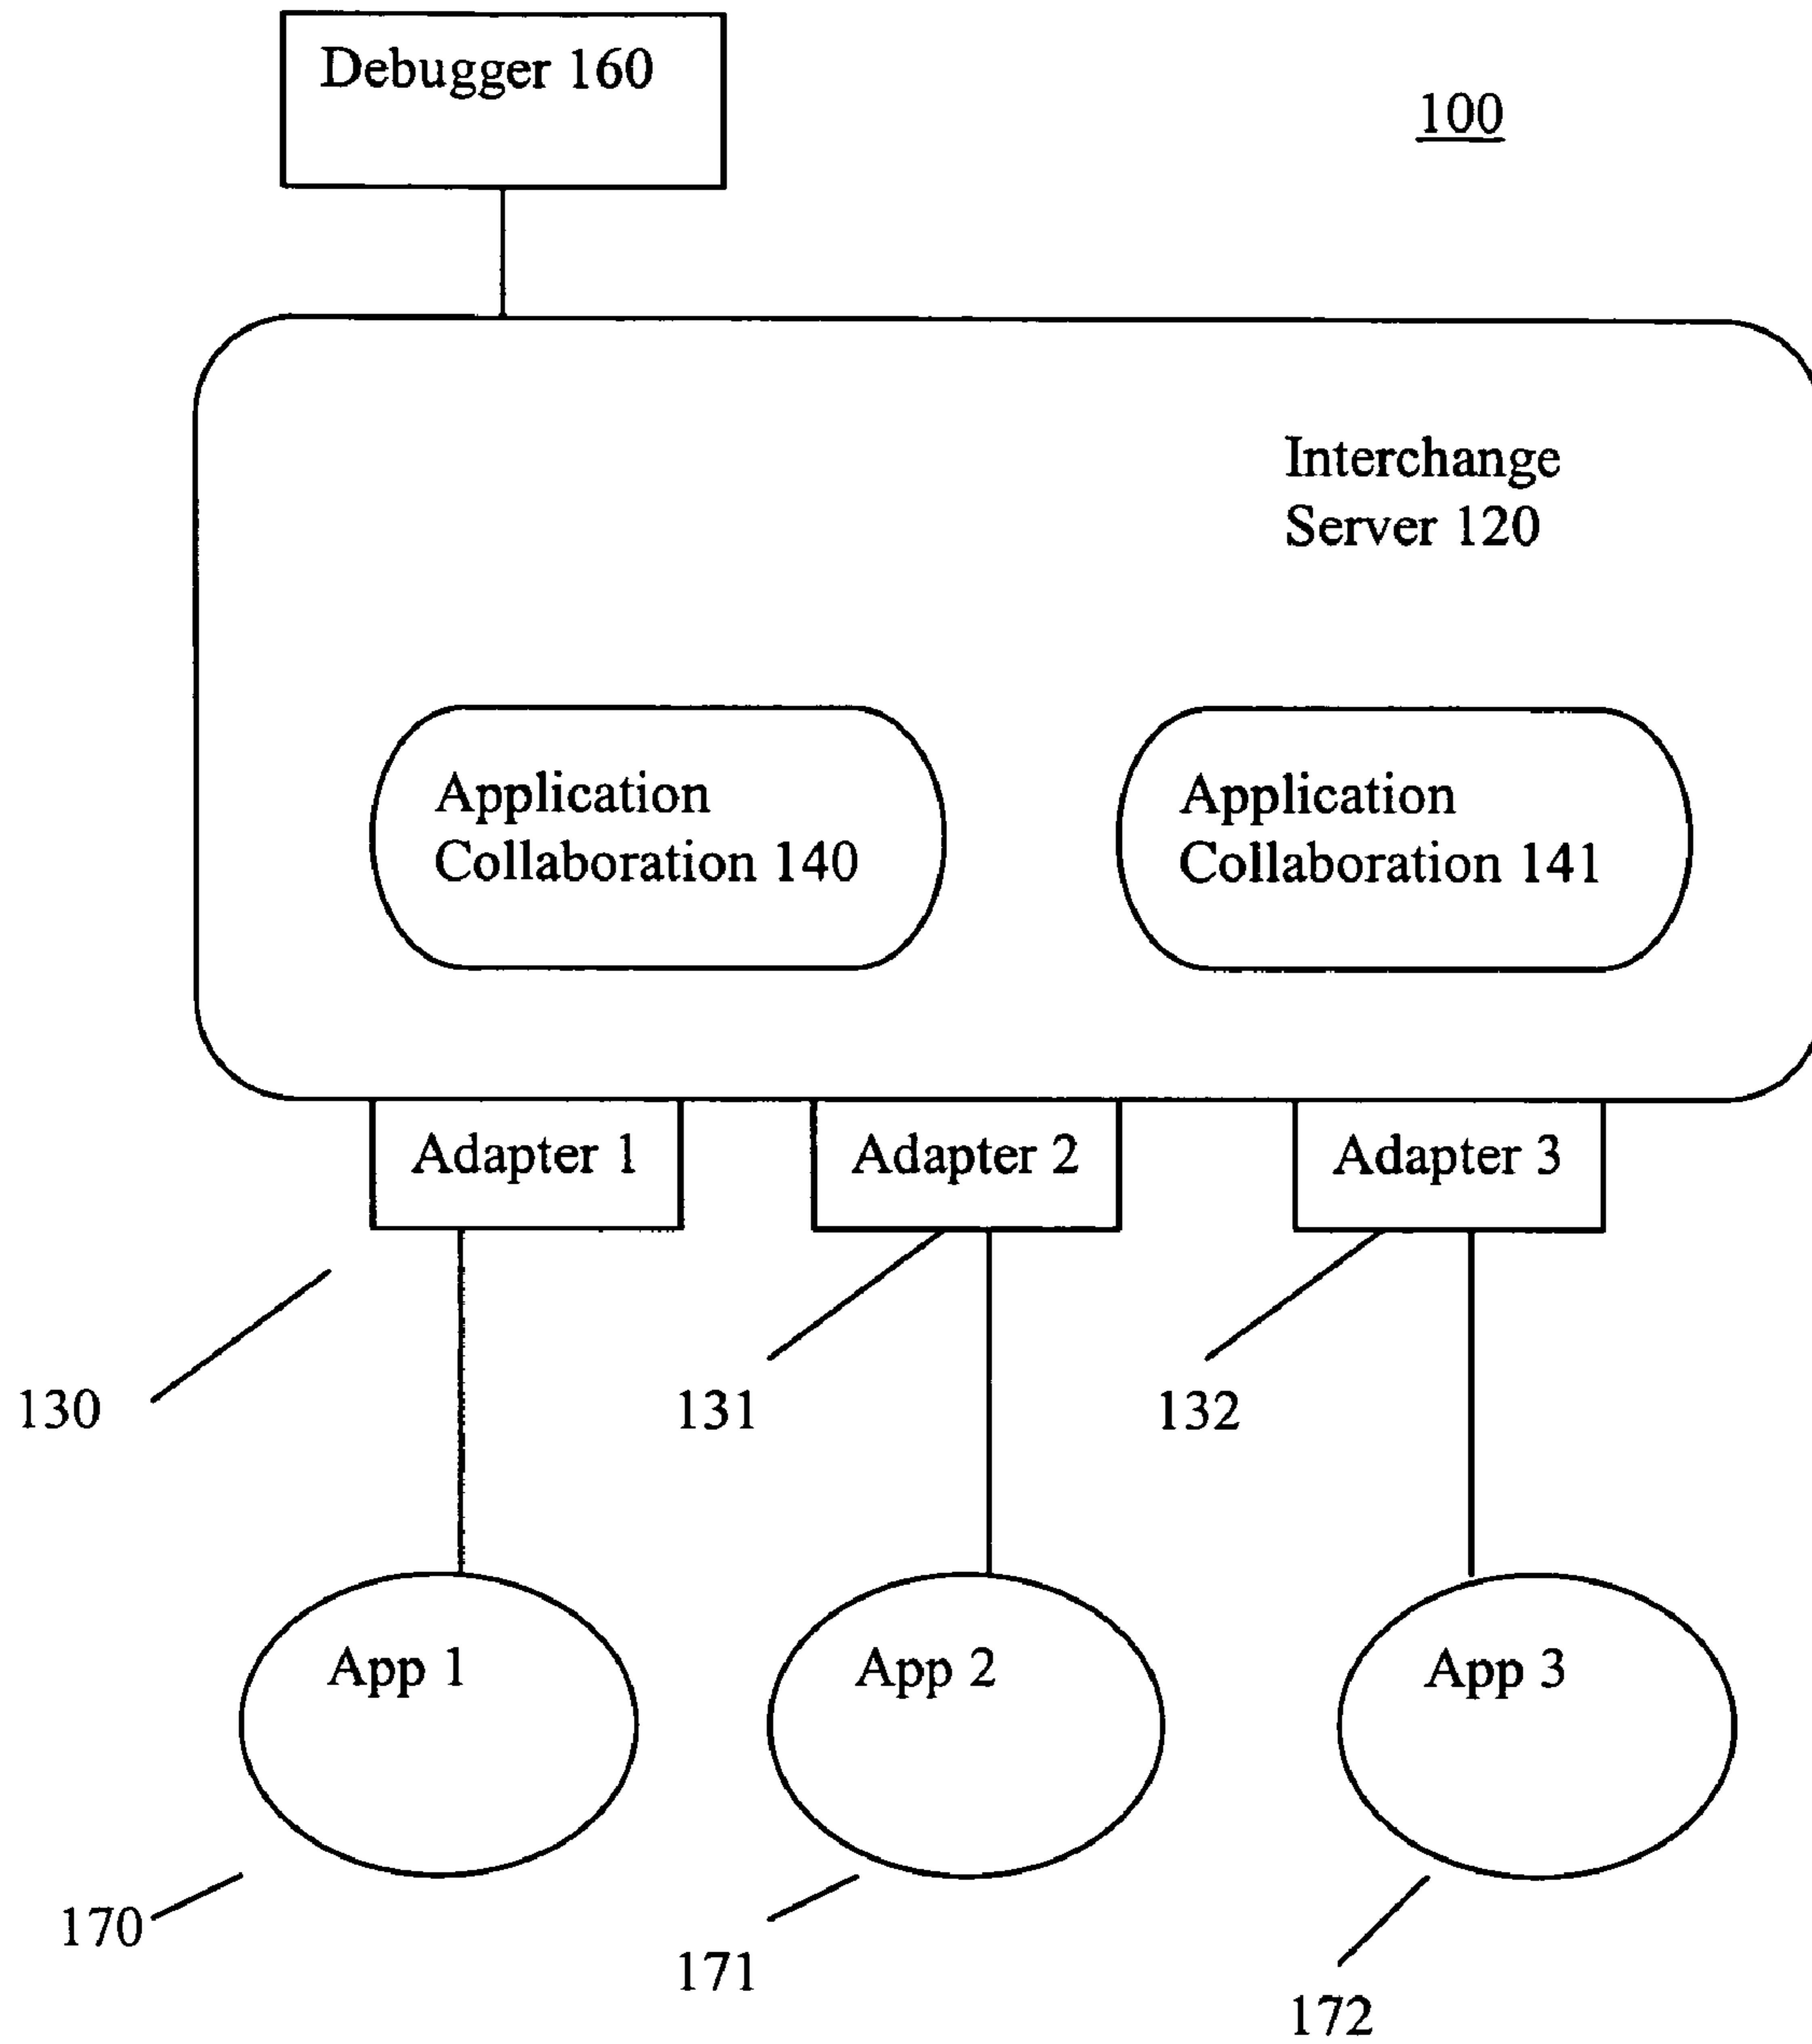 Debugger 160
100
Interchange
Server 120
Application
Collaboration 140
Application
Collaboration 141
Adapter 1
Adapter 2
Adapter 3
130
131
132
App 1
App 2
App 3
170
171
172